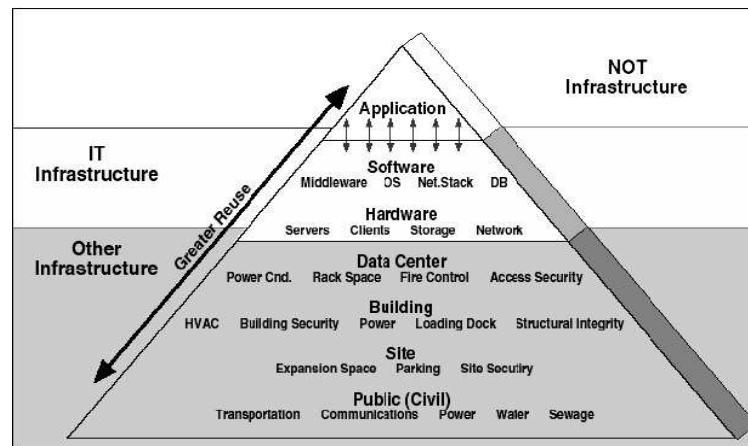 NOT
Infrastructure
Application
IT
Infrastructure
Software
Middleware OS Net.Stack DB
Hardware
Servers Clients Storage Network
Greater Reuse
Other
Infrastructure
Data Center
Power Cnd. Rack Space Fire Control Access Security
Building
HVAC Building Security Power Loading Dock Structural Integrity
Site
Expansion Space Parking Site Secutiry
Public (Civil)
Transportation Communications Power Water Sewage